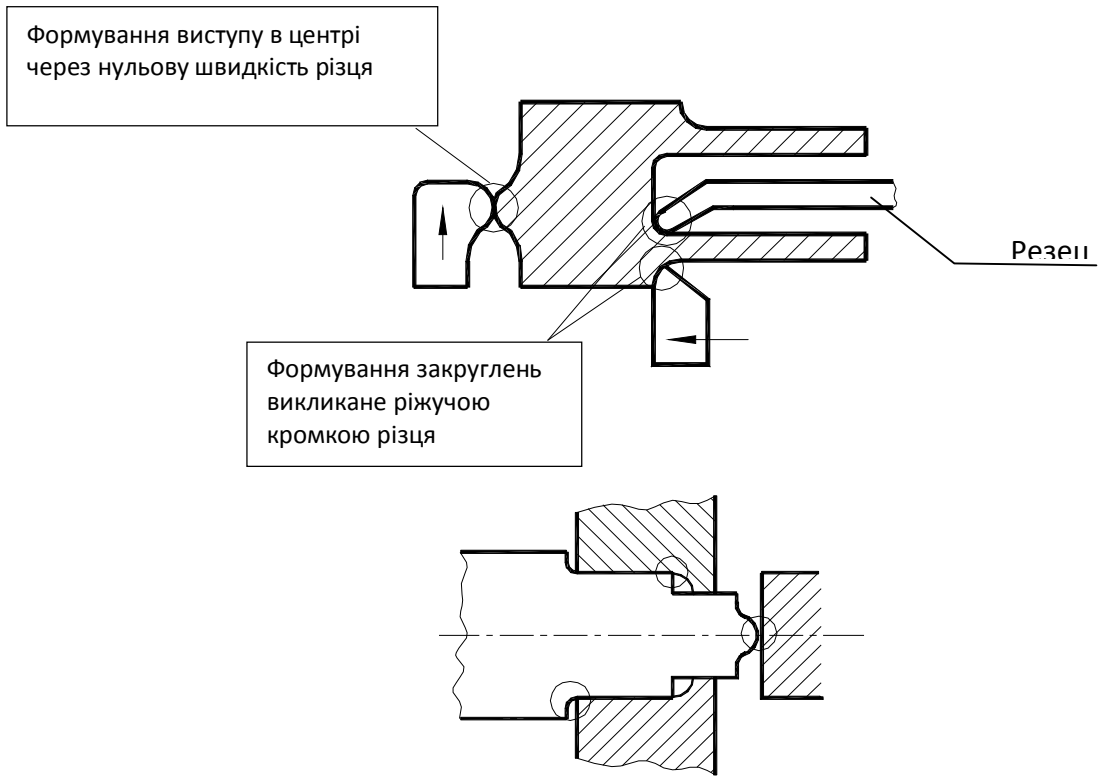 Формування виступу в центрі
через нульову швидкість різця
Резец
Формування закруглень
викликане ріжучою
кромкою різця